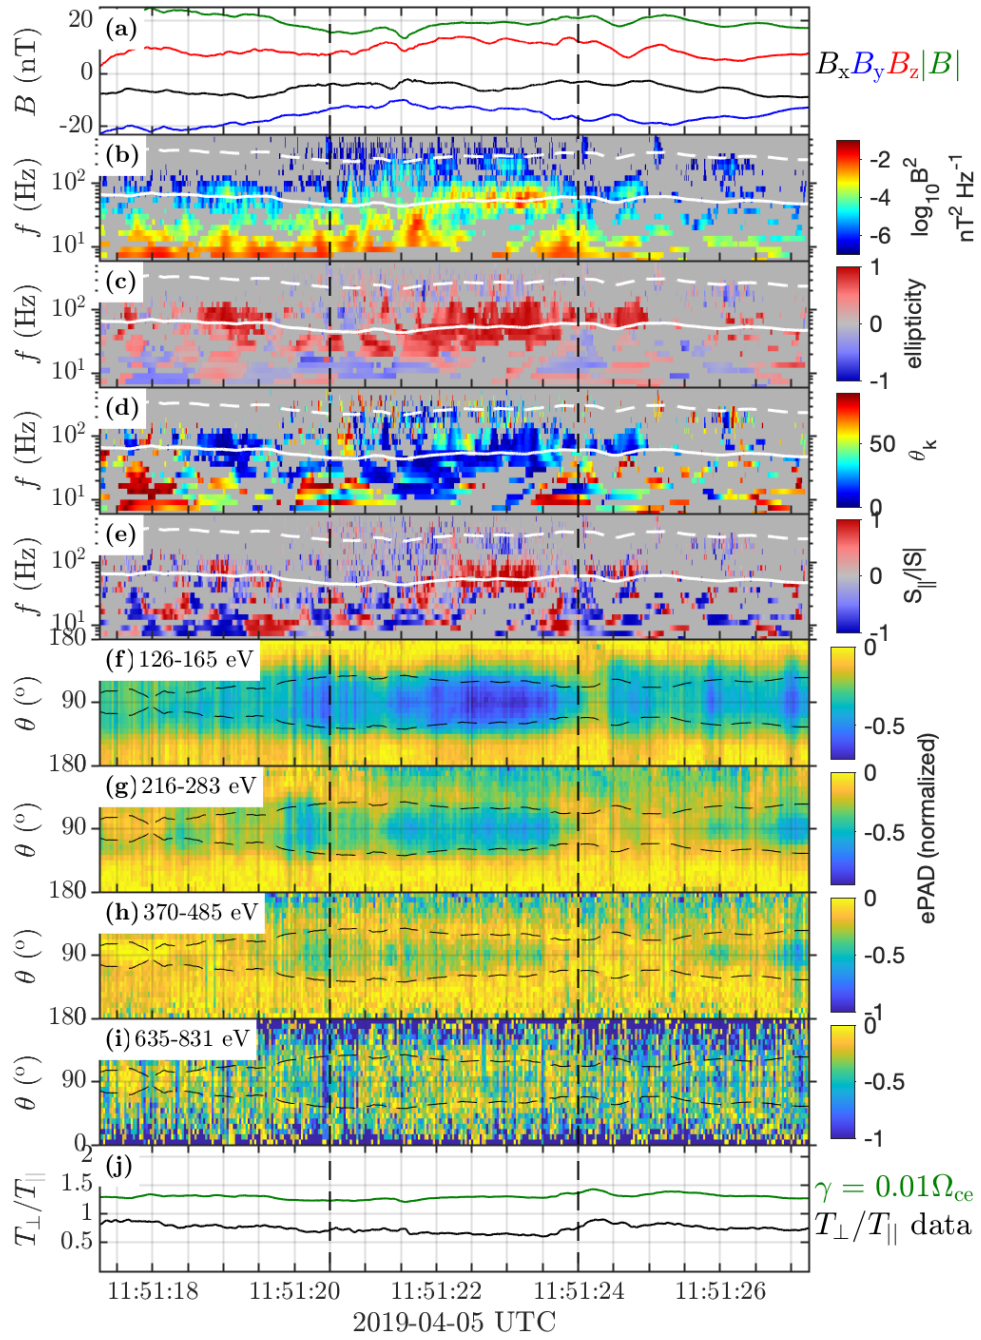 20
0
-20
B (nT)
(a)
BxByBz|B|
(b)
10²
10¹
f (Hz)
-2
-4
-6
log₁₀B²
nT² Hz⁻¹
(c)
10²
10¹
f (Hz)
1
0
-1
ellipticity
(d)
10²
10¹
f (Hz)
50
0
θk
(e)
10²
10¹
f (Hz)
1
0
-1
S||/|S|
180
(f) 126-165 eV
90
θ (°)
180
0
-0.5
(g) 216-283 eV
90
θ (°)
180
0
-0.5
ePAD (normalized)
(h) 370-485 eV
90
θ (°)
180
0
-0.5
-1
(i) 635-831 eV
90
θ (°)
0
0
-0.5
-1
(j)
2
1.5
1
0.5
T⊥/T||
γ = 0.01Ωce
T⊥/T|| data
11:51:18 11:51:20 11:51:22 11:51:24 11:51:26
2019-04-05 UTC